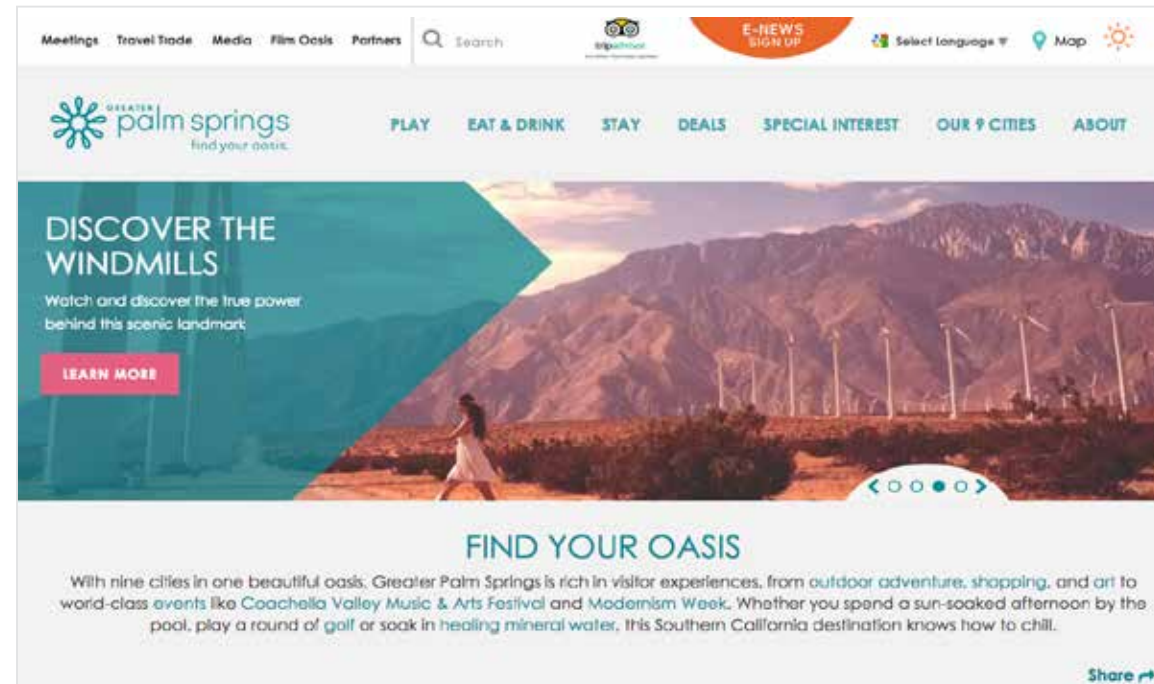 Meetings Travel Trade Media Film Oasis Partners Search tripadvisor E-NEWS SIGN UP Select Language ▼ Map
GREATER
palm springs
find your oasis.
PLAY EAT & DRINK STAY DEALS SPECIAL INTEREST OUR 9 CITIES ABOUT
DISCOVER THE
WINDMILLS
Watch and discover the true power
behind this scenic landmark
LEARN MORE
FIND YOUR OASIS
With nine cities in one beautiful oasis, Greater Palm Springs is rich in visitor experiences, from outdoor adventure, shopping, and art to
world-class events like Coachella Valley Music & Arts Festival and Modernism Week. Whether you spend a sun-soaked afternoon by the
pool, play a round of golf or soak in healing mineral water, this Southern California destination knows how to chill.
Share